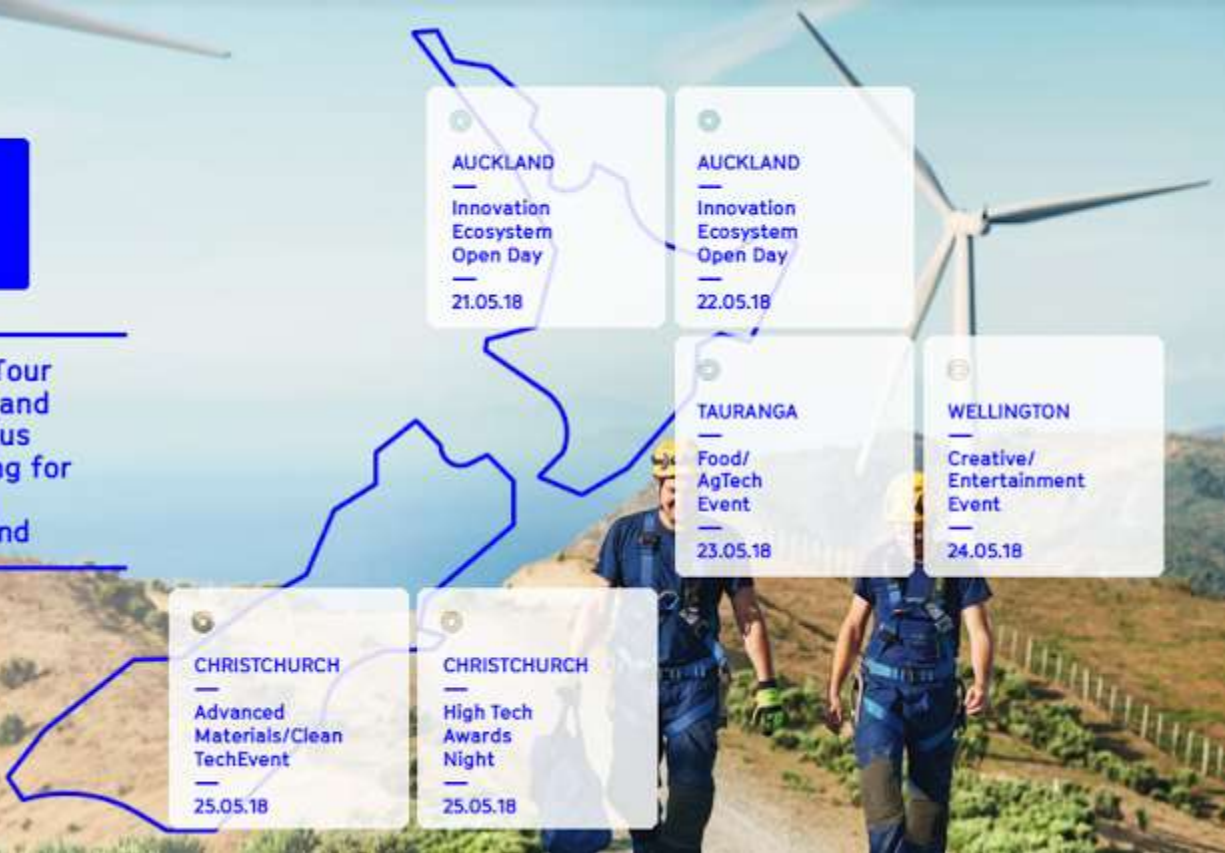 Tour
and
us
ng for
nd
AUCKLAND
Innovation
Ecosystem
Open Day
21.05.18
AUCKLAND
Innovation
Ecosystem
Open Day
22.05.18
TAURANGA
Food/
AgTech
Event
23.05.18
WELLINGTON
Creative/
Entertainment
Event
24.05.18
CHRISTCHURCH
Advanced
Materials/Clean
TechEvent
25.05.18
CHRISTCHURCH
High Tech
Awards
Night
25.05.18